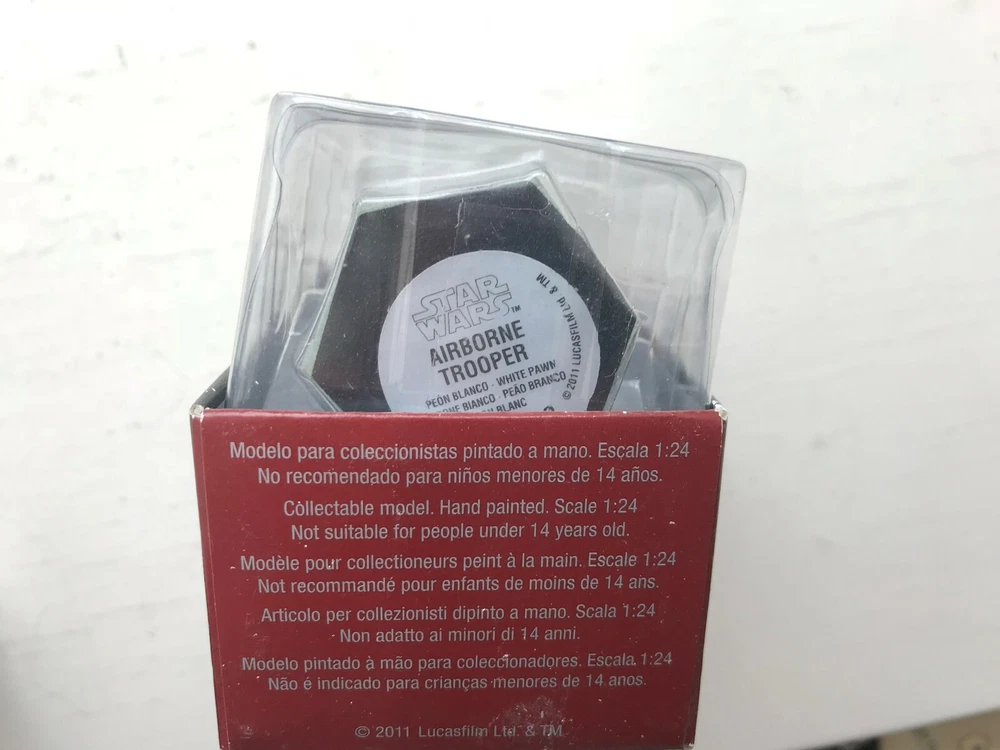 STAR
WARS™
AIRBORNE
TROOPER
PEÓN BLANCO · WHITE PAWN
BIANCO · PEÃO BRANCO
BLANC
© 2011 LUCASFILM Ltd. & TM
Modelo para coleccionistas pintado a mano. Escala 1:24
No recomendado para niños menores de 14 años.
Collectable model. Hand painted. Scale 1:24
Not suitable for people under 14 years old.
Modèle pour collectioneurs peint à la main. Escale 1:24
Not recommandé pour enfants de moins de 14 ans.
Articolo per collezionisti dipinto a mano. Scala 1:24
Non adatto ai minori di 14 anni.
Modelo pintado à mão para coleccionadores. Escala 1:24
Não é indicado para crianças menores de 14 anos.
© 2011 Lucasfilm Ltd. & TM